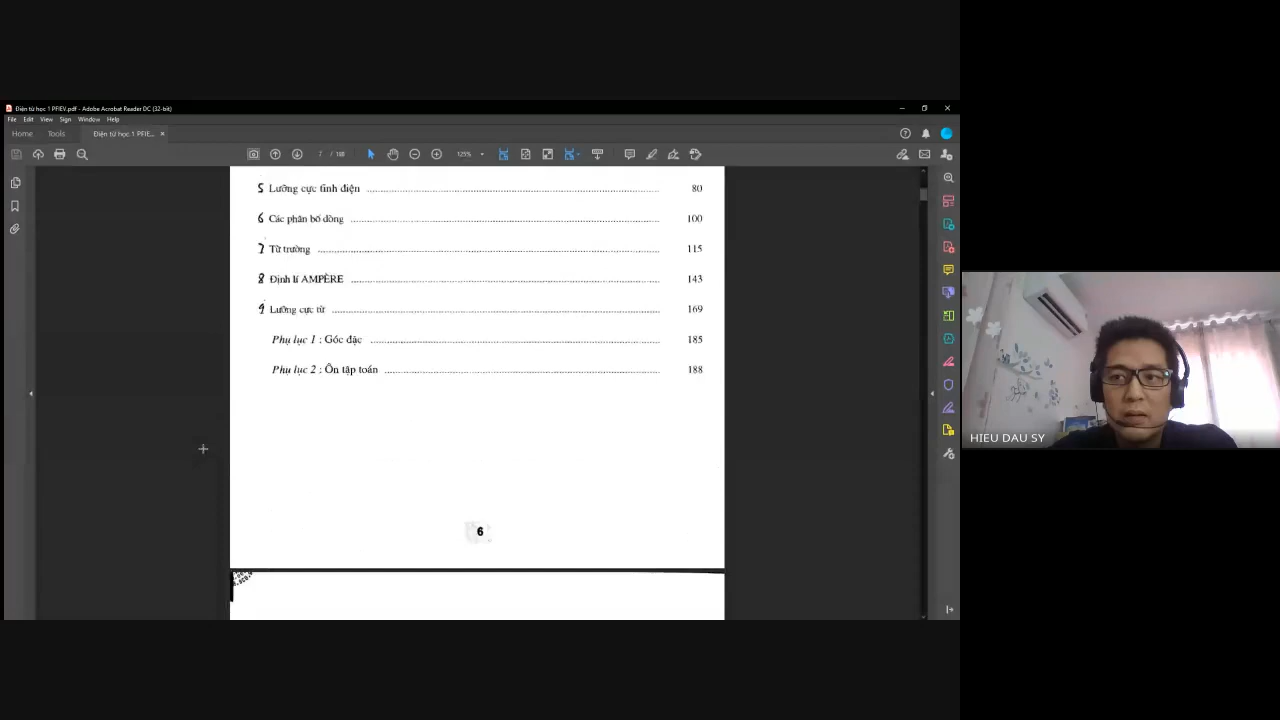 Điện từ học 1 PFIEV.pdf - Adobe Acrobat Reader DC (32-bit)
File Edit View Sign Window Help
Home Tools Điện từ học 1 PFIE...
7 / 188 125%
5 Lưỡng cực tĩnh điện 80
6 Các phân bố dòng 100
7 Từ trường 115
8 Định lí AMPÈRE 143
9 Lưỡng cực từ 169
Phụ lục 1 : Góc đặc 185
Phụ lục 2 : Ôn tập toán 188
6
HIEU DAU SY